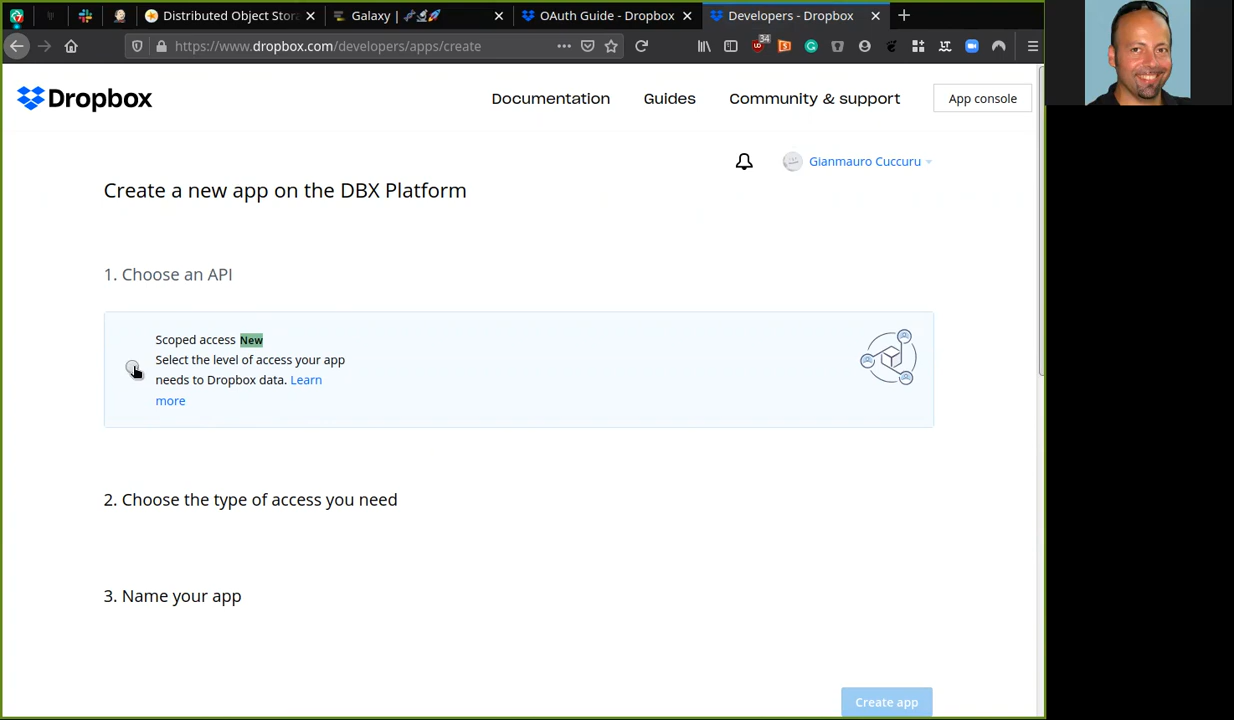 Distributed Object Stor
Galaxy |
OAuth Guide - Dropbox
Developers - Dropbox
https://www.dropbox.com/developers/apps/create
34
Dropbox
Documentation
Guides
Community & support
App console
Gianmauro Cuccuru
Create a new app on the DBX Platform
1. Choose an API
Scoped access New
Select the level of access your app
needs to Dropbox data. Learn
more
2. Choose the type of access you need
3. Name your app
Create app